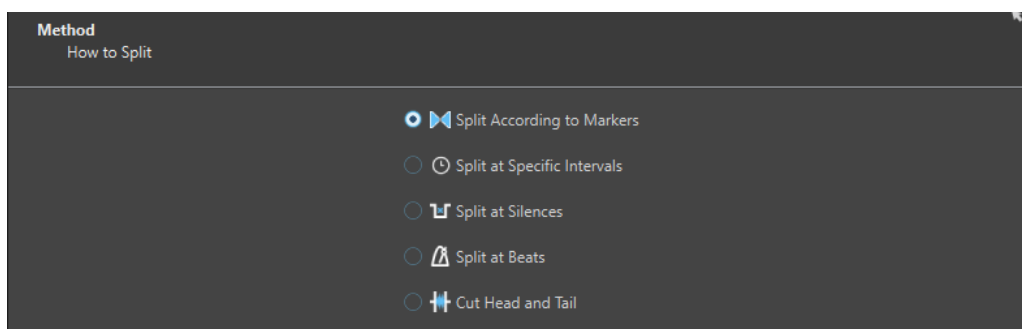 Method
How to Split
Split According to Markers
Split at Specific Intervals
Split at Silences
Split at Beats
Cut Head and Tail